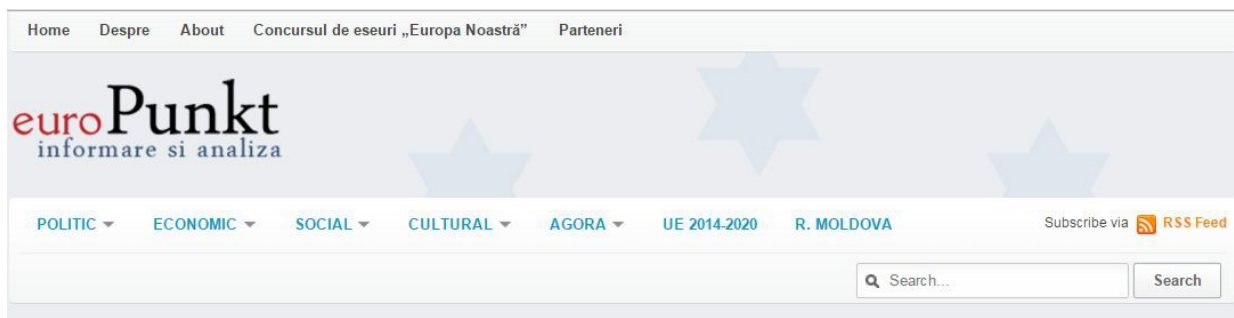 Home Despre About Concursul de eseuri „Europa Noastră” Parteneri
euroPunkt
informare si analiza
POLITIC ECONOMIC SOCIAL CULTURAL AGORA UE 2014-2020 R. MOLDOVA Subscribe via RSS Feed
Search... Search